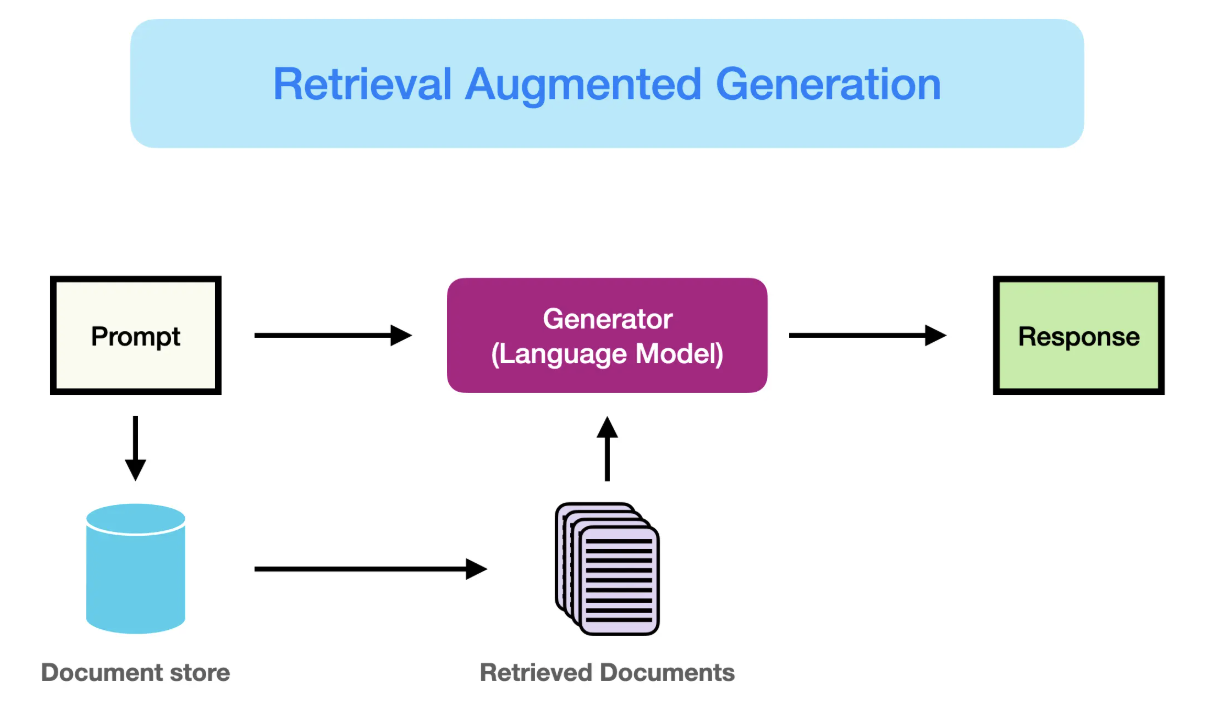 Retrieval Augmented Generation
Prompt
Generator
(Language Model)
Response
Document store
Retrieved Documents